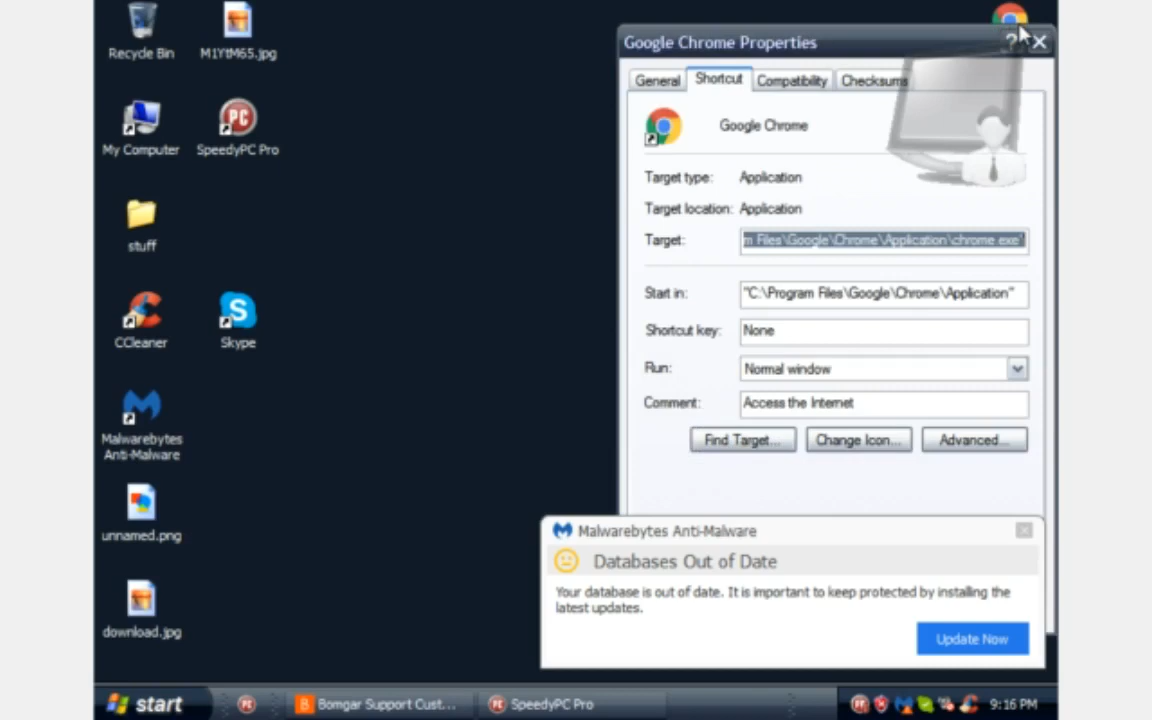 Recycle Bin
M1YtM65.jpg
My Computer
PC
SpeedyPC Pro
stuff
CCleaner
S
Skype
Malwarebytes
Anti-Malware
unnamed.png
download.jpg
Google Chrome Properties
?
General
Shortcut
Compatibility
Checksums
Google Chrome
Target type: Application
Target location: Application
Target: m Files\Google\Chrome\Application\chrome.exe"
Start in: "C:\Program Files\Google\Chrome\Application"
Shortcut key: None
Run: Normal window
Comment: Access the Internet
Find Target...
Change Icon...
Advanced...
Malwarebytes Anti-Malware
Databases Out of Date
Your database is out of date. It is important to keep protected by installing the
latest updates.
Update Now
start
PC
B
Bomgar Support Cust...
PC
SpeedyPC Pro
9:16 PM